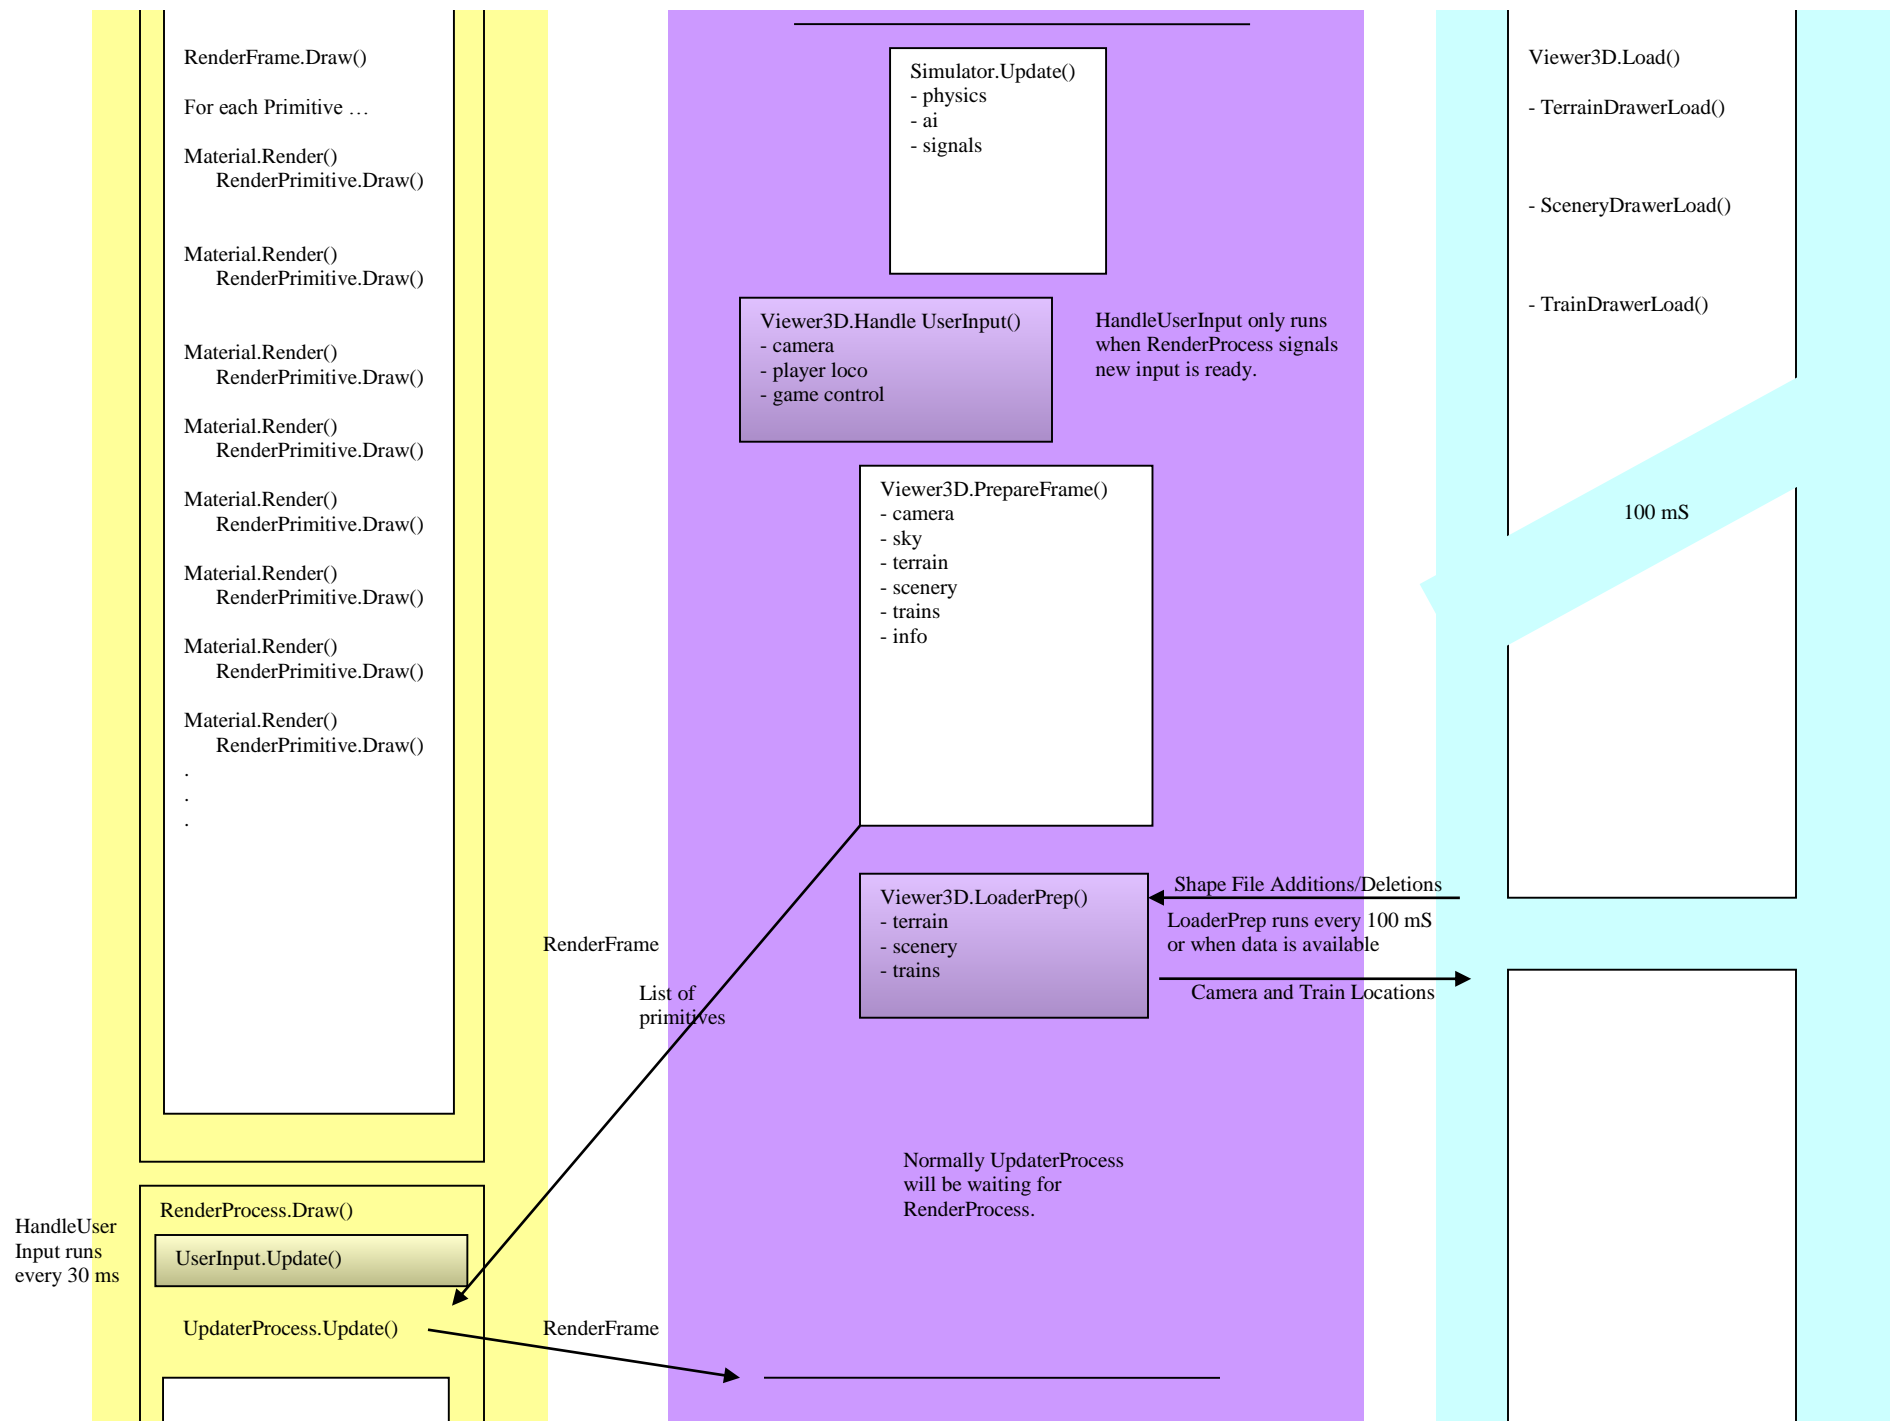 RenderFrame.Draw()
For each Primitive …
Material.Render()
RenderPrimitive.Draw()
Material.Render()
RenderPrimitive.Draw()
Material.Render()
RenderPrimitive.Draw()
Material.Render()
RenderPrimitive.Draw()
Material.Render()
RenderPrimitive.Draw()
Material.Render()
RenderPrimitive.Draw()
Material.Render()
RenderPrimitive.Draw()
Material.Render()
RenderPrimitive.Draw()
.
.
.
HandleUser
Input runs
every 30 ms
RenderProcess.Draw()
UserInput.Update()
UpdaterProcess.Update()
RenderFrame
List of
primitives
RenderFrame
Simulator.Update()
- physics
- ai
- signals
Viewer3D.Handle UserInput()
- camera
- player loco
- game control
HandleUserInput only runs
when RenderProcess signals
new input is ready.
Viewer3D.PrepareFrame()
- camera
- sky
- terrain
- scenery
- trains
- info
Viewer3D.LoaderPrep()
- terrain
- scenery
- trains
Shape File Additions/Deletions
LoaderPrep runs every 100 mS
or when data is available
Camera and Train Locations
Normally UpdaterProcess
will be waiting for
RenderProcess.
Viewer3D.Load()
- TerrainDrawerLoad()
- SceneryDrawerLoad()
- TrainDrawerLoad()
100 mS